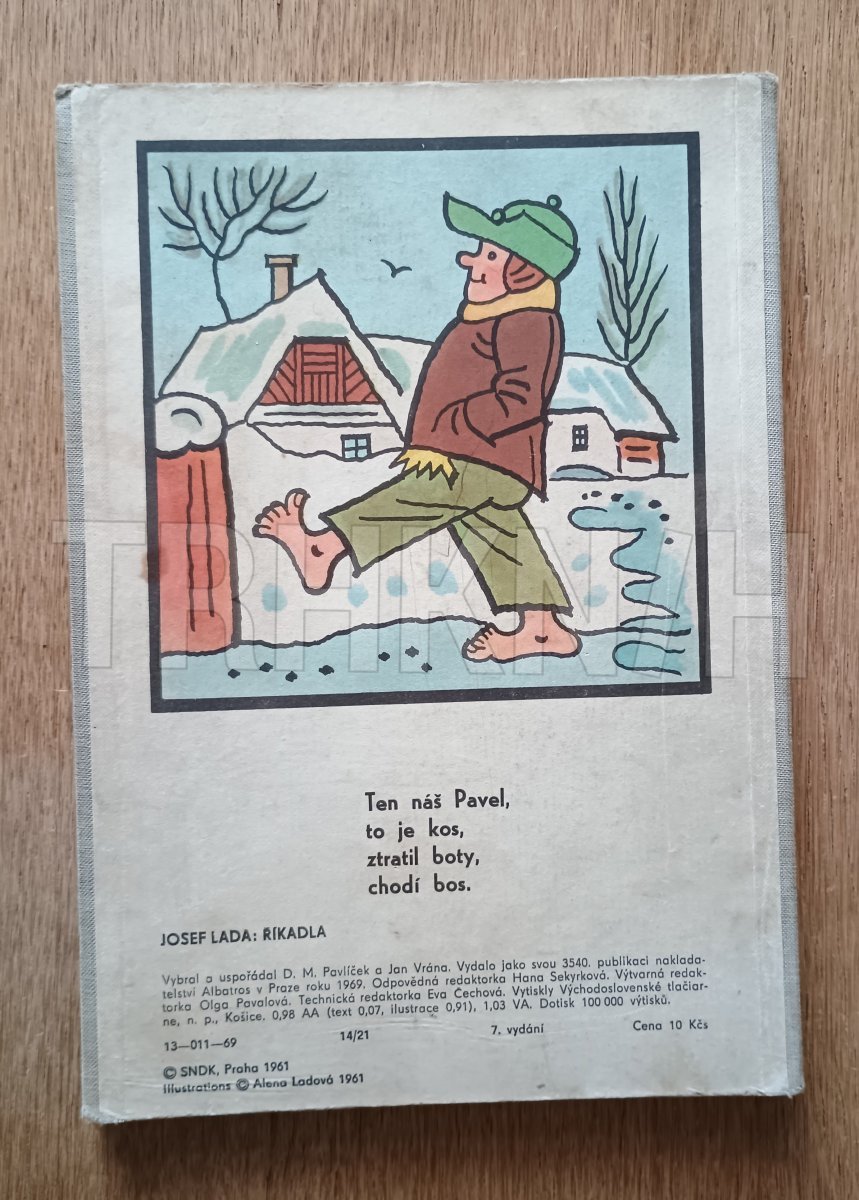 Ten náš Pavel,
to je kos,
ztratil boty,
chodí bos.
JOSEF LADA: ŘÍKADLA
Vybral a uspořádal D. M. Pavlíček a Jan Vrána. Vydalo jako svou 3540. publikaci naklada-
telství Albatros v Praze roku 1969. Odpovědná redaktorka Hana Sekyrková. Výtvarná redak-
torka Olga Pavalová. Technická redaktorka Eva Čechová. Vytiskly Východoslovenské tlačiar-
ne, n. p., Košice. 0,98 AA (text 0,07, ilustrace 0,91), 1,03 VA. Dotisk 100 000 výtisků.
13—011—69 14/21 7. vydání Cena 10 Kčs
© SNDK, Praha 1961
Illustrations © Alena Ladová 1961